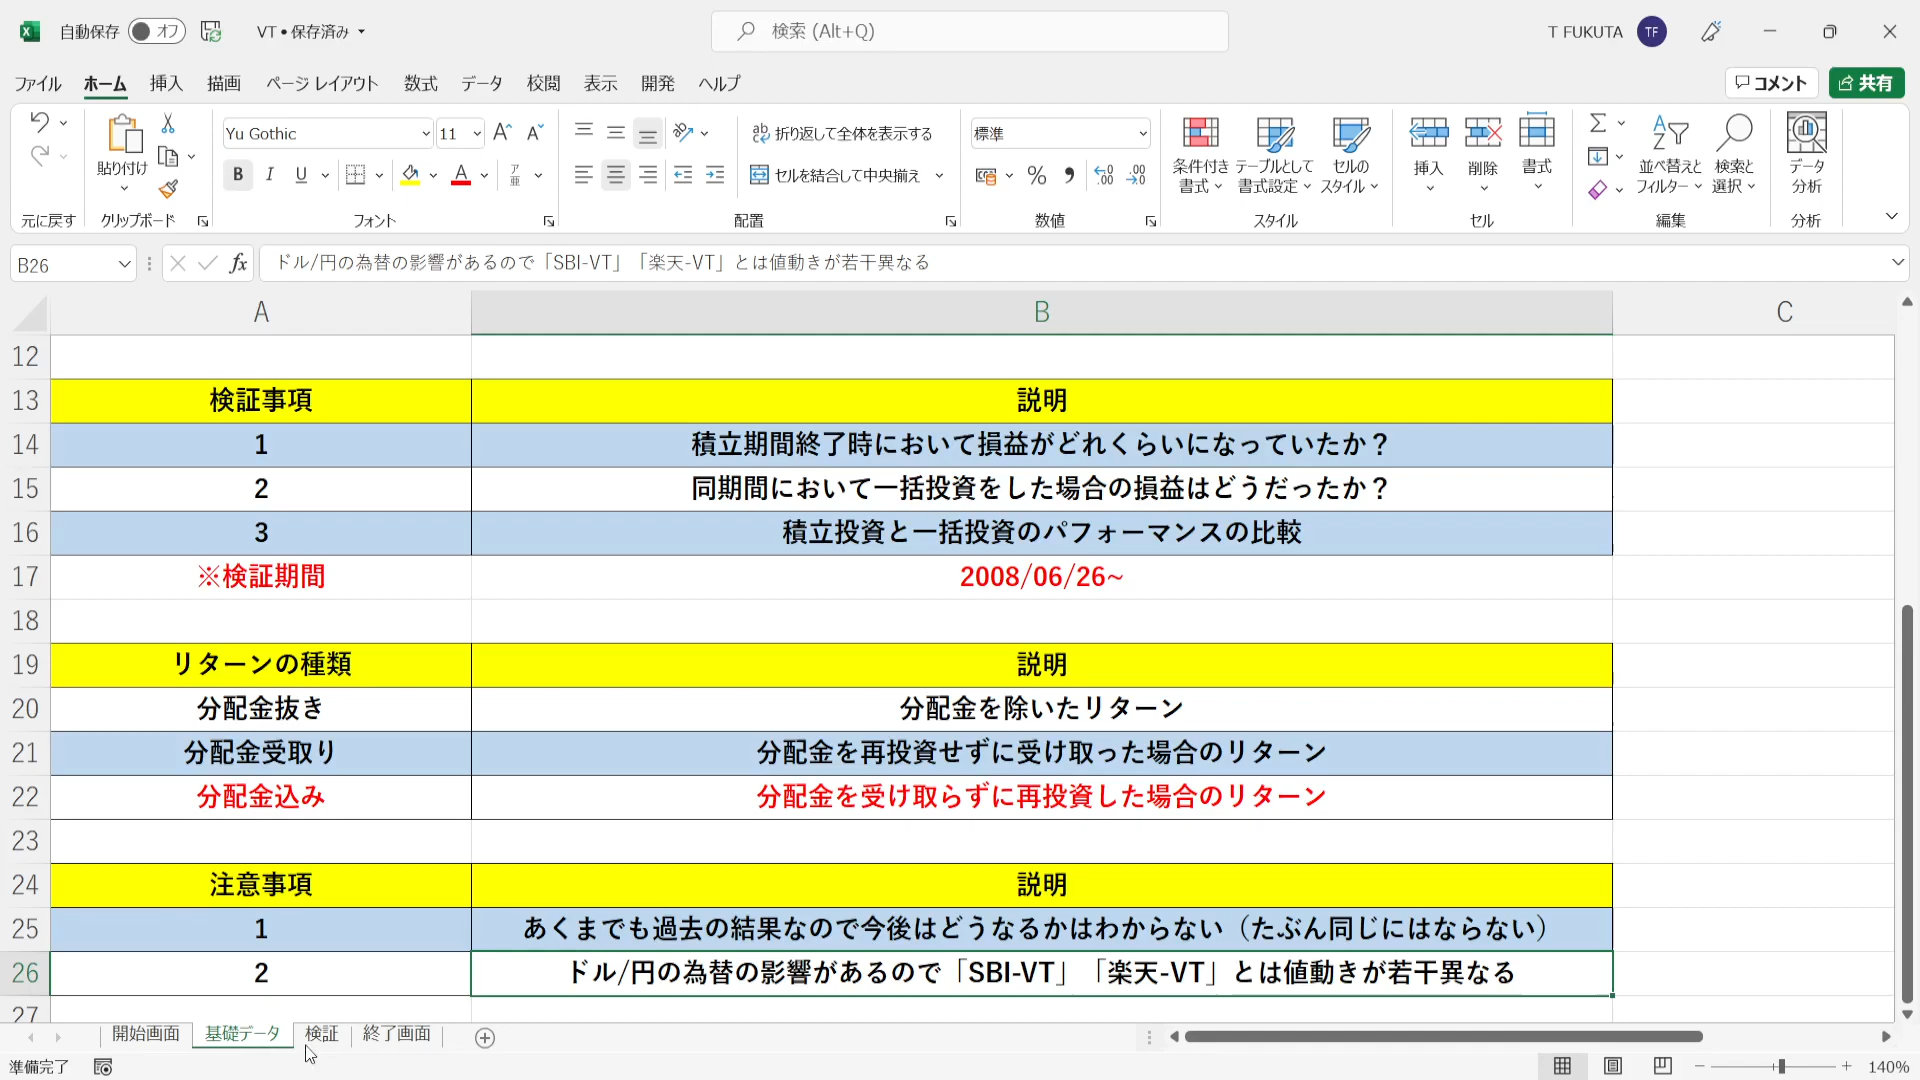 自動保存 オフ VT • 保存済み 検索 (Alt+Q) T FUKUTA TF
ファイル ホーム 挿入 描画 ページ レイアウト 数式 データ 校閲 表示 開発 ヘルプ コメント 共有
貼り付け
Yu Gothic 11
B I U A
折り返して全体を表示する
セルを結合して中央揃え
標準
条件付き書式 テーブルとして書式設定 セルのスタイル
挿入 削除 書式
並べ替えとフィルター 検索と選択
データ分析
元に戻す クリップボード フォント 配置 数値 スタイル セル 編集 分析
B26 fx ドル/円の為替の影響があるので「SBI-VT」「楽天-VT」とは値動きが若干異なる
A B C
12
13 検証事項 説明
14 1 積立期間終了時において損益がどれくらいになっていたか？
15 2 同期間において一括投資をした場合の損益はどうだったか？
16 3 積立投資と一括投資のパフォーマンスの比較
17 ※検証期間 2008/06/26~
18
19 リターンの種類 説明
20 分配金抜き 分配金を除いたリターン
21 分配金受取り 分配金を再投資せずに受け取った場合のリターン
22 分配金込み 分配金を受け取らずに再投資した場合のリターン
23
24 注意事項 説明
25 1 あくまでも過去の結果なので今後はどうなるかはわからない（たぶん同じにはならない）
26 2 ドル/円の為替の影響があるので「SBI-VT」「楽天-VT」とは値動きが若干異なる
27
開始画面 基礎データ 検証 終了画面
準備完了 140%